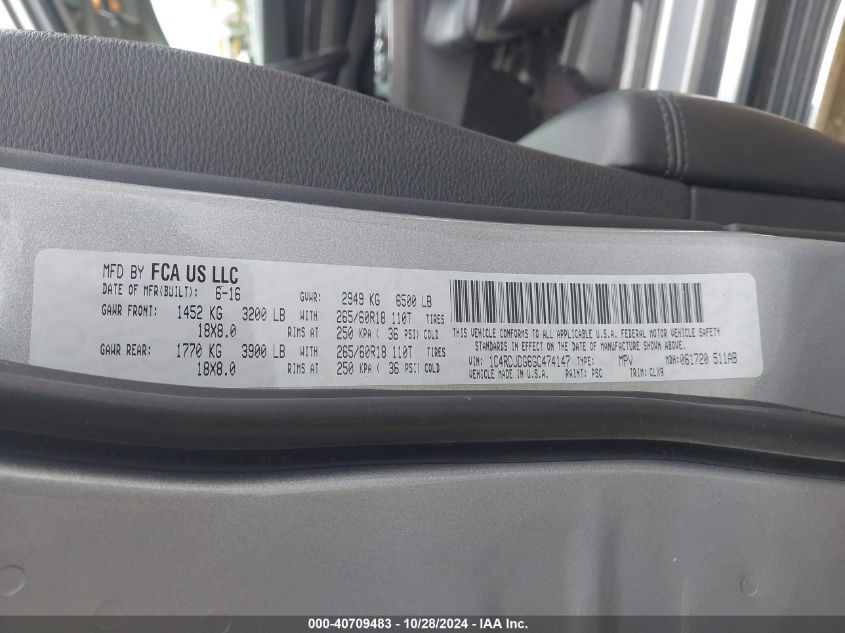 MFD BY FCA US LLC
DATE OF MFR(BUILT): 6-16 GVWR: 2949 KG 6500 LB
GAWR FRONT: 1452 KG 3200 LB WITH 265/60R18 110T TIRES
18X8.0 RIMS AT 250 KPA ( 36 PSI) COLD
GAWR REAR: 1770 KG 3900 LB WITH 265/60R18 110T TIRES
18X8.0 RIMS AT 250 KPA ( 36 PSI) COLD
THIS VEHICLE CONFORMS TO ALL APPLICABLE U.S.A. FEDERAL MOTOR VEHICLE SAFETY
STANDARDS IN EFFECT ON THE DATE OF MANUFACTURE SHOWN ABOVE.
VIN: 1C4RDJDG6GC474147 TYPE: MPV MDH: 061720 511AB
VEHICLE MADE IN U.S.A. PAINT: PSC TRIM: CLX9
000-40709483 - 10/28/2024 - IAA Inc.